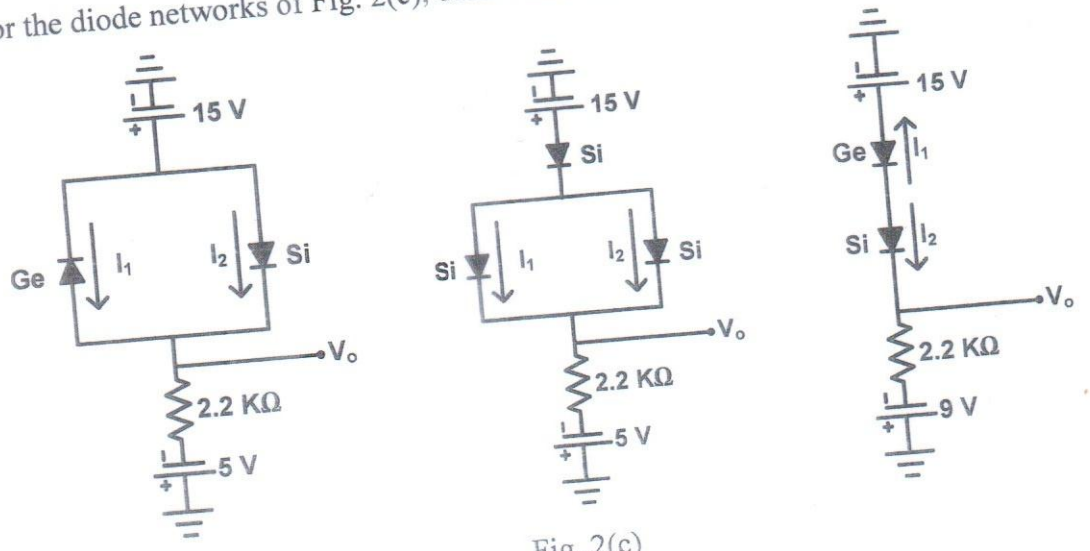 or the diode networks of Fig. 2(c),
15 V
Ge
I₁
I₂
Si
Vₒ
2.2 KΩ
5 V
15 V
Si
Si
I₁
I₂
Si
Vₒ
2.2 KΩ
5 V
15 V
Ge
I₁
Si
I₂
Vₒ
2.2 KΩ
9 V
Fig. 2(c)